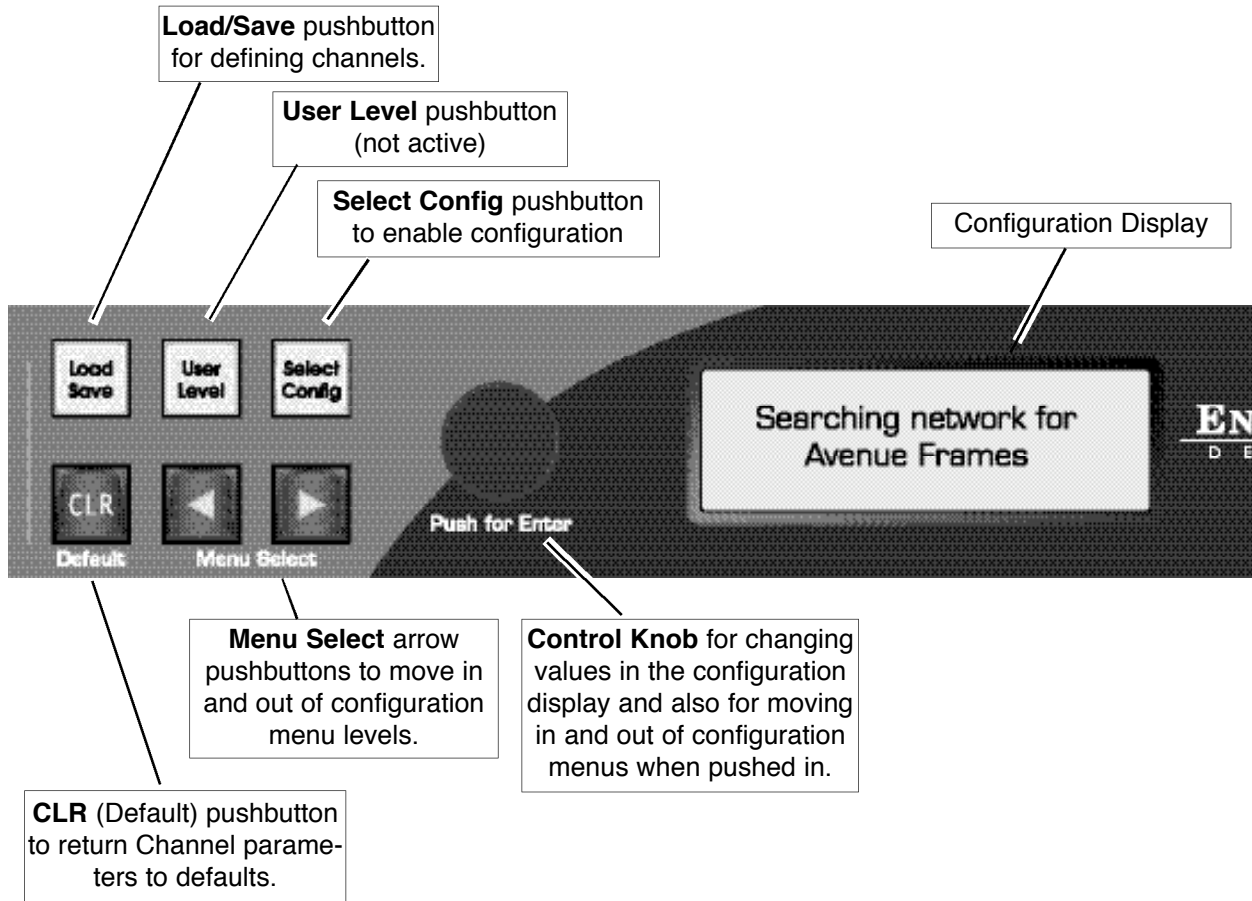 Load/Save pushbutton
for defining channels.
User Level pushbutton
(not active)
Select Config pushbutton
to enable configuration
Configuration Display
Load
Save
User
Level
Select
Config
Searching network for
Avenue Frames
EN
D E
CLR
Push for Enter
Default
Menu Select
Menu Select arrow
pushbuttons to move in
and out of configuration
menu levels.
Control Knob for changing
values in the configuration
display and also for moving
in and out of configuration
menus when pushed in.
CLR (Default) pushbutton
to return Channel parame-
ters to defaults.